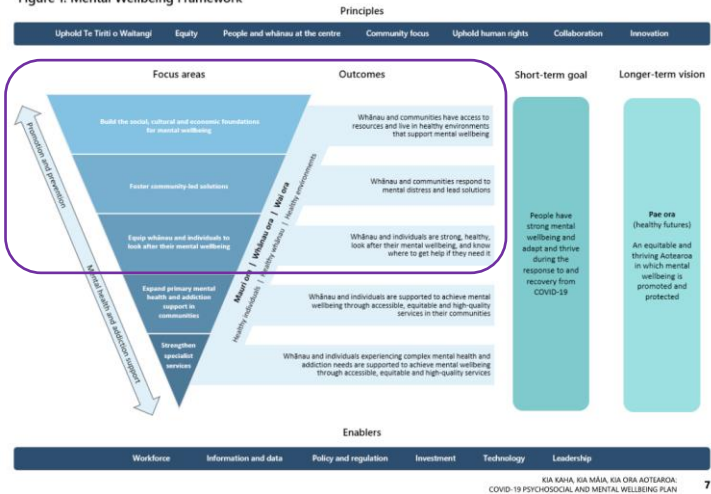 Figure 1: Mental Wellbeing Framework
Principles
Uphold Te Tiriti o Waitangi Equity People and whānau at the centre Community focus Uphold human rights Collaboration Innovation
Focus areas
Outcomes
Short-term goal
Longer-term vision
Promotion and prevention
Mental health and addiction support
Build the social, cultural and economic foundations
for mental wellbeing
Foster community-led solutions
Equip whānau and individuals to
look after their mental wellbeing
Expand primary mental
health and addiction
support in
communities
Strengthen
specialist
services
Mauri ora | Whānau ora | Wai ora
Healthy individuals | Healthy whānau | Healthy environments
Whānau and communities have access to
resources and live in healthy environments
that support mental wellbeing
Whānau and communities respond to
mental distress and lead solutions
Whānau and individuals are strong, healthy,
look after their mental wellbeing, and know
where to get help if they need it
Whānau and individuals are supported to achieve mental
wellbeing through accessible, equitable and high-quality
services in their communities
Whānau and individuals experiencing complex mental health and
addiction needs are supported to achieve mental wellbeing
through accessible, equitable and high-quality services
People have
strong mental
wellbeing and
adapt and thrive
during the
response to and
recovery from
COVID-19
Pae ora
(healthy futures)
An equitable and
thriving Aotearoa
in which mental
wellbeing is
promoted and
protected
Enablers
Workforce Information and data Policy and regulation Investment Technology Leadership
KIA KAHA, KIA MĀIA, KIA ORA AOTEAROA:
COVID-19 PSYCHOSOCIAL AND MENTAL WELLBEING PLAN 7